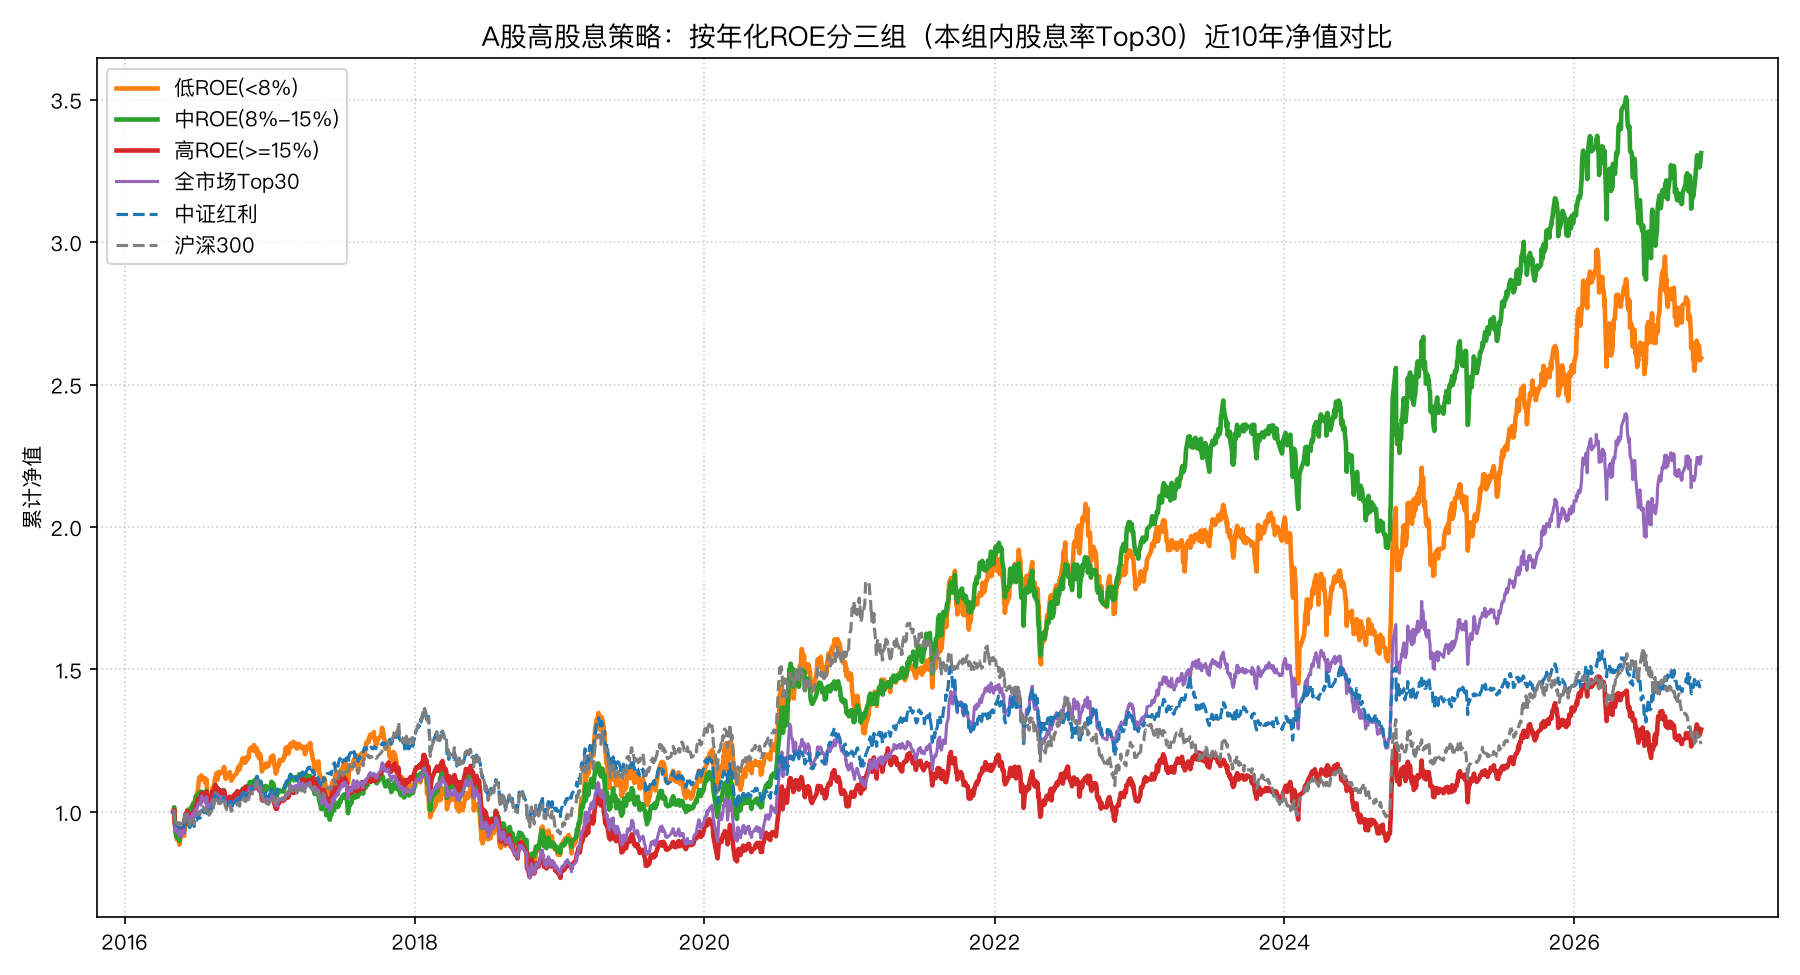 A股高股息策略：按年化ROE分三组（本组内股息率Top30）近10年净值对比
低ROE(<8%)
中ROE(8%-15%)
高ROE(>=15%)
全市场Top30
中证红利
沪深300
累计净值
3.5
3.0
2.5
2.0
1.5
1.0
2016 2018 2020 2022 2024 2026